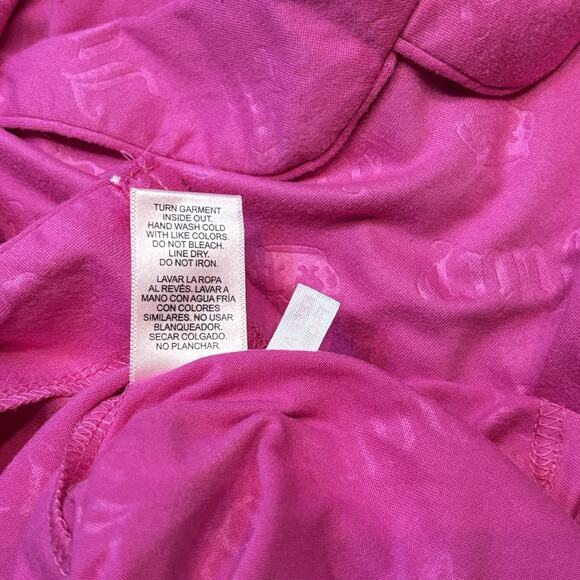 TURN GARMENT
INSIDE OUT.
HAND WASH COLD
WITH LIKE COLORS.
DO NOT BLEACH.
LINE DRY.
DO NOT IRON.
LAVAR LA ROPA
AL REVÉS. LAVAR A
MANO CON AGUA FRÍA
CON COLORES
SIMILARES. NO USAR
BLANQUEADOR.
SECAR COLGADO.
NO PLANCHAR.